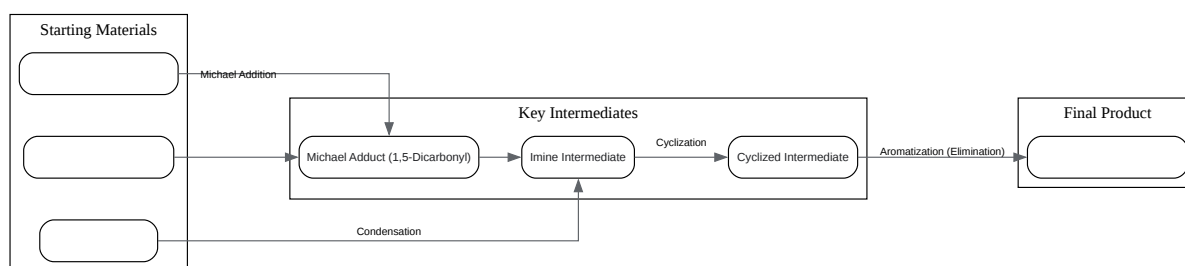 Starting Materials
Michael Addition
Key Intermediates
Final Product
Michael Adduct (1,5-Dicarbonyl)
Imine Intermediate
Cyclization
Cyclized Intermediate
Aromatization (Elimination)
Condensation